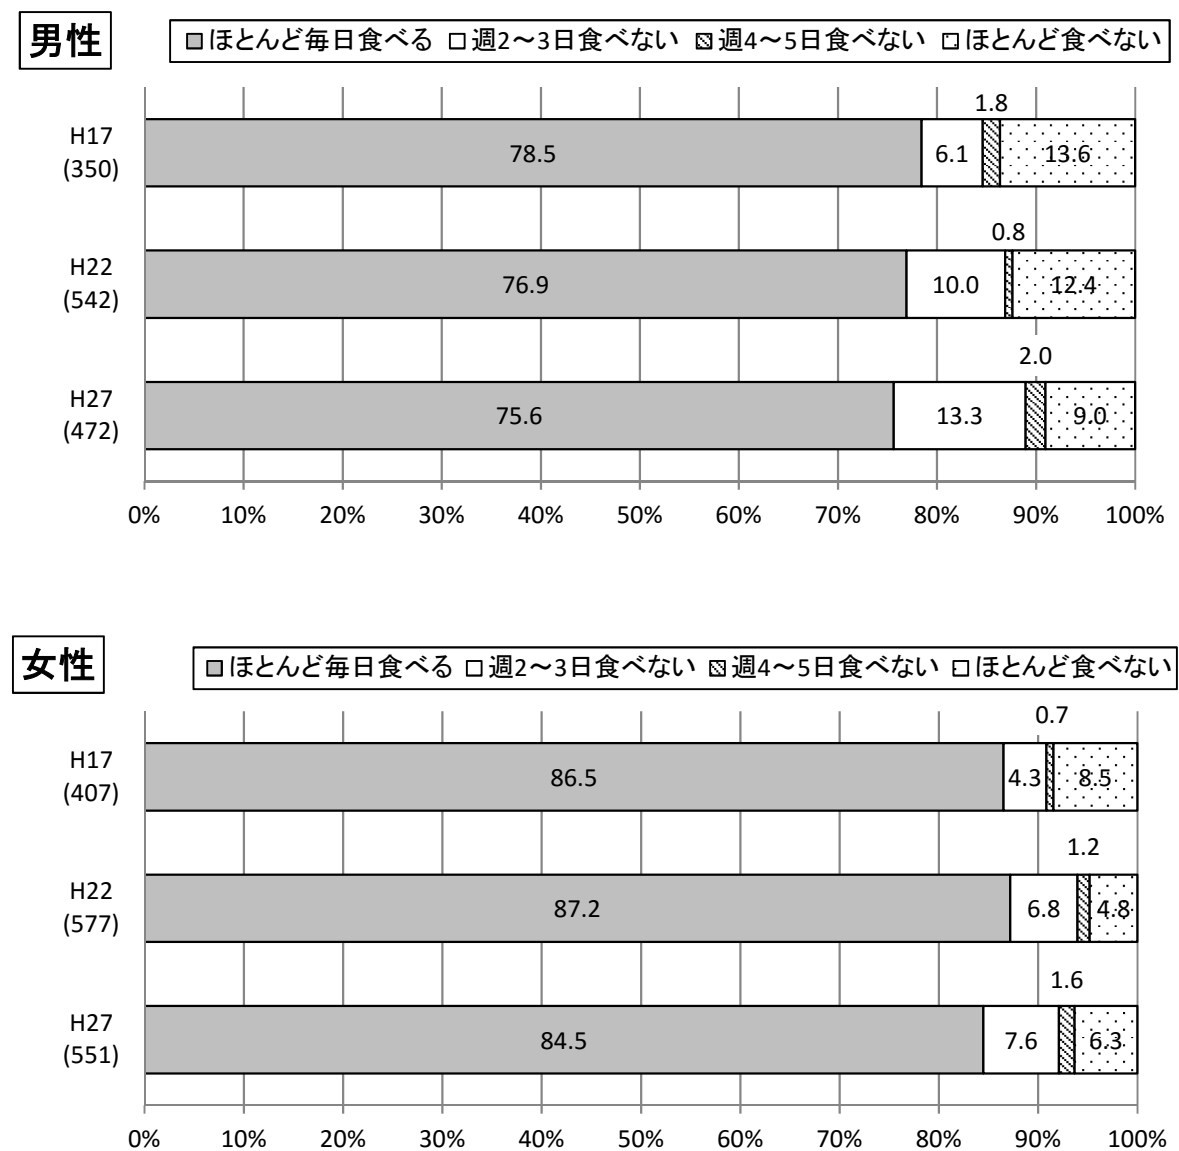 男性
ほとんど毎日食べる 週2～3日食べない 週4～5日食べない ほとんど食べない
1.8
H17
(350)
78.5 6.1 13.6
0.8
H22
(542)
76.9 10.0 12.4
2.0
H27
(472)
75.6 13.3 9.0
0% 10% 20% 30% 40% 50% 60% 70% 80% 90% 100%
女性
ほとんど毎日食べる 週2～3日食べない 週4～5日食べない ほとんど食べない
0.7
H17
(407)
86.5 4.3 8.5
1.2
H22
(577)
87.2 6.8 4.8
1.6
H27
(551)
84.5 7.6 6.3
0% 10% 20% 30% 40% 50% 60% 70% 80% 90% 100%